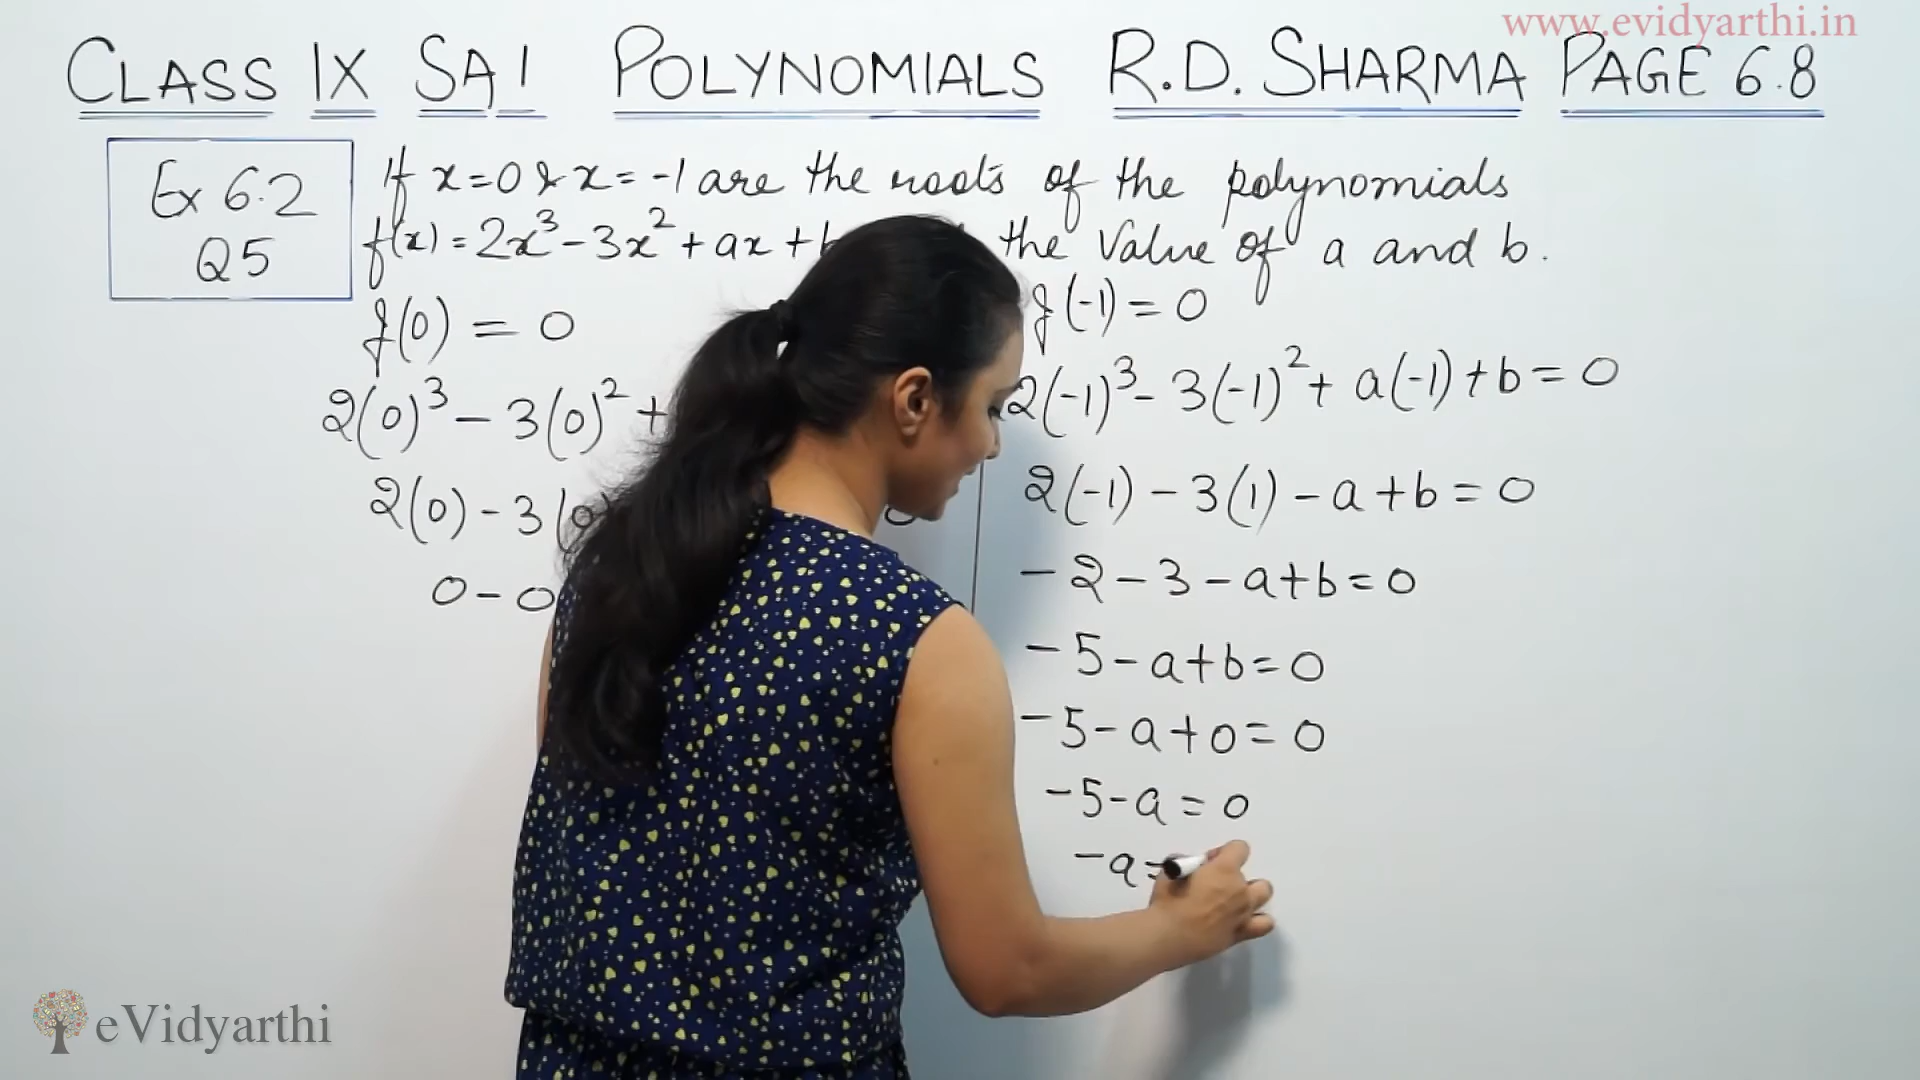 www.evidyarthi.in
CLASS IX SA1 POLYNOMIALS R.D. SHARMA PAGE 6.8
Ex 6.2
Q5
If x=0 & x=-1 are the roots of the polynomials
f(x) = 2x³-3x²+ax+b the value of a and b.
f(0) = 0
2(0)³ - 3(0)² +
2(0) - 3(0)
0 - 0
f(-1) = 0
2(-1)³ - 3(-1)² + a(-1) + b = 0
2(-1) - 3(1) - a + b = 0
-2-3-a+b=0
-5-a+b=0
-5-a+0=0
-5-a=0
-a=
eVidyarthi